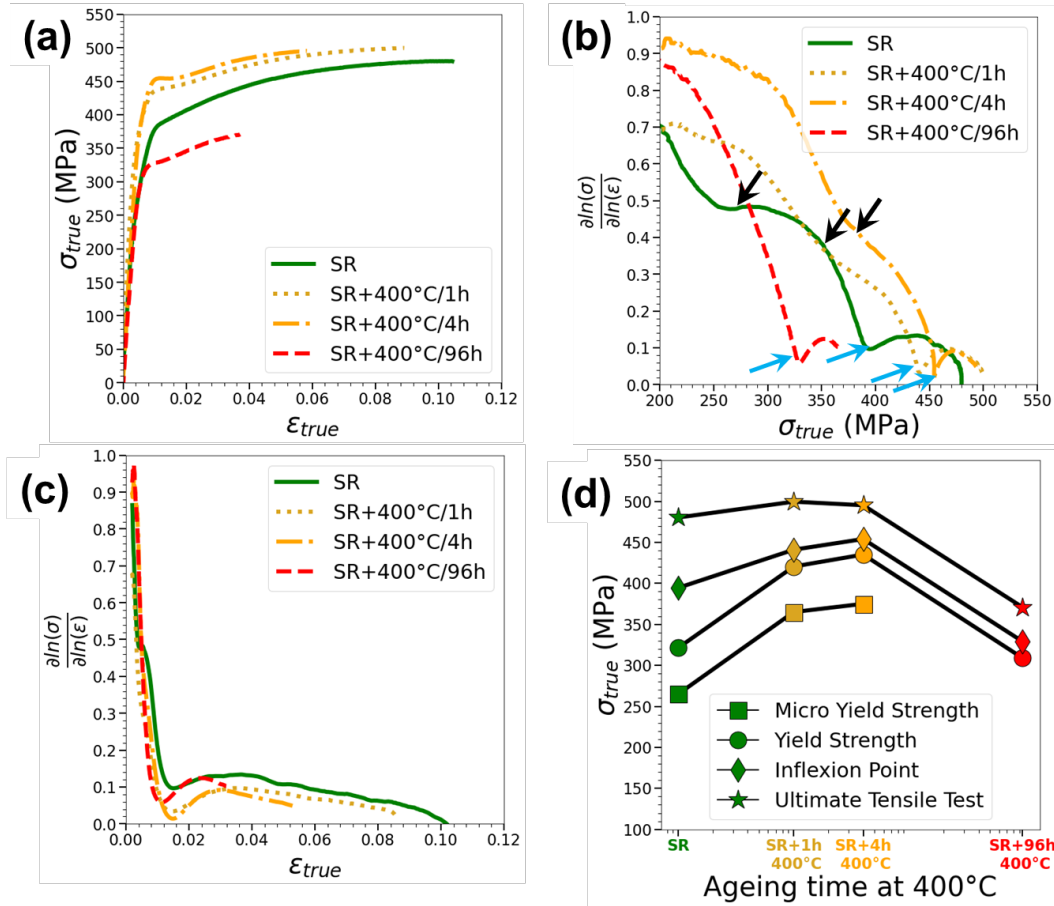 (a)
550
500
450
400
350
300
250
200
150
100
50
0
σtrue (MPa)
SR
SR+400°C/1h
SR+400°C/4h
SR+400°C/96h
0.00 0.02 0.04 0.06 0.08 0.10 0.12
εtrue
(b)
1.0
0.9
0.8
0.7
0.6
0.5
0.4
0.3
0.2
0.1
0.0
∂ln(σ)
∂ln(ε)
SR
SR+400°C/1h
SR+400°C/4h
SR+400°C/96h
200 250 300 350 400 450 500 550
σtrue (MPa)
(c)
1.0
0.9
0.8
0.7
0.6
0.5
0.4
0.3
0.2
0.1
0.0
∂ln(σ)
∂ln(ε)
SR
SR+400°C/1h
SR+400°C/4h
SR+400°C/96h
0.00 0.02 0.04 0.06 0.08 0.10 0.12
εtrue
(d)
550
500
450
400
350
300
250
200
150
100
σtrue (MPa)
Micro Yield Strength
Yield Strength
Inflexion Point
Ultimate Tensile Test
SR SR+1h SR+4h SR+96h
400°C 400°C 400°C
Ageing time at 400°C